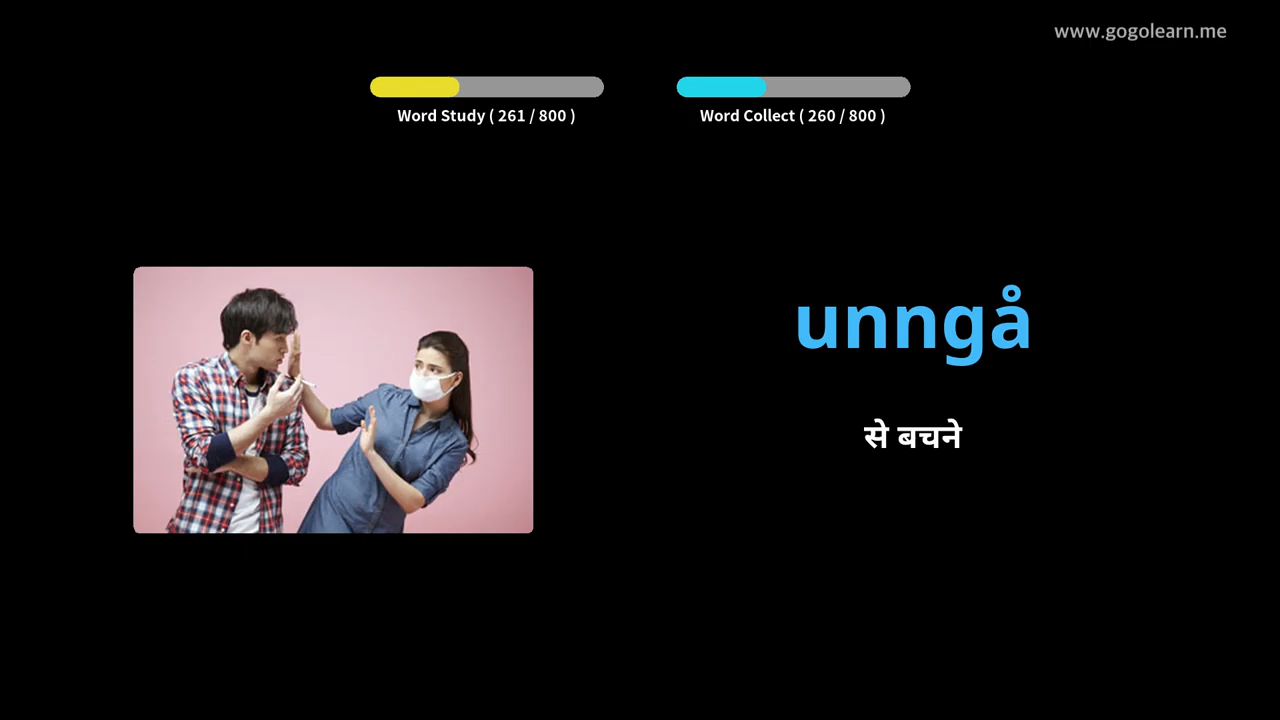 www.gogolearn.me
Word Study ( 261 / 800 )
Word Collect ( 260 / 800 )
unngå
से बचने